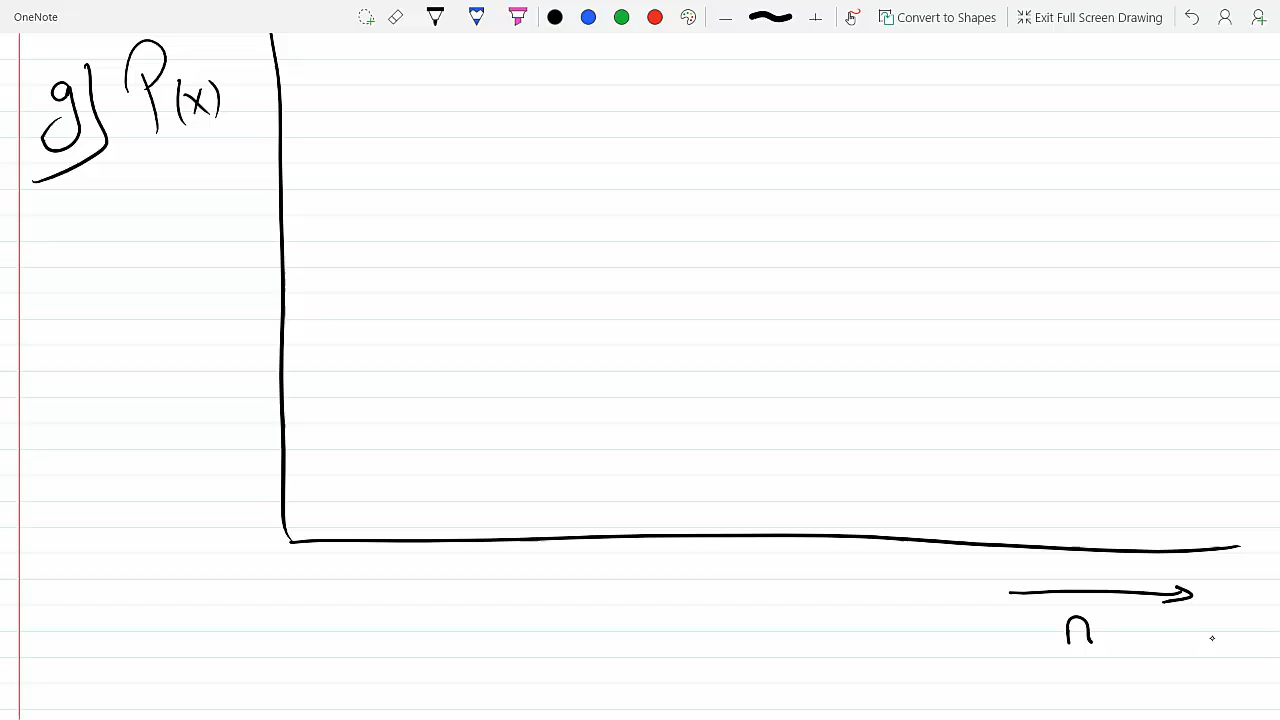 OneNote
Convert to Shapes
Exit Full Screen Drawing
g) P(x)
n